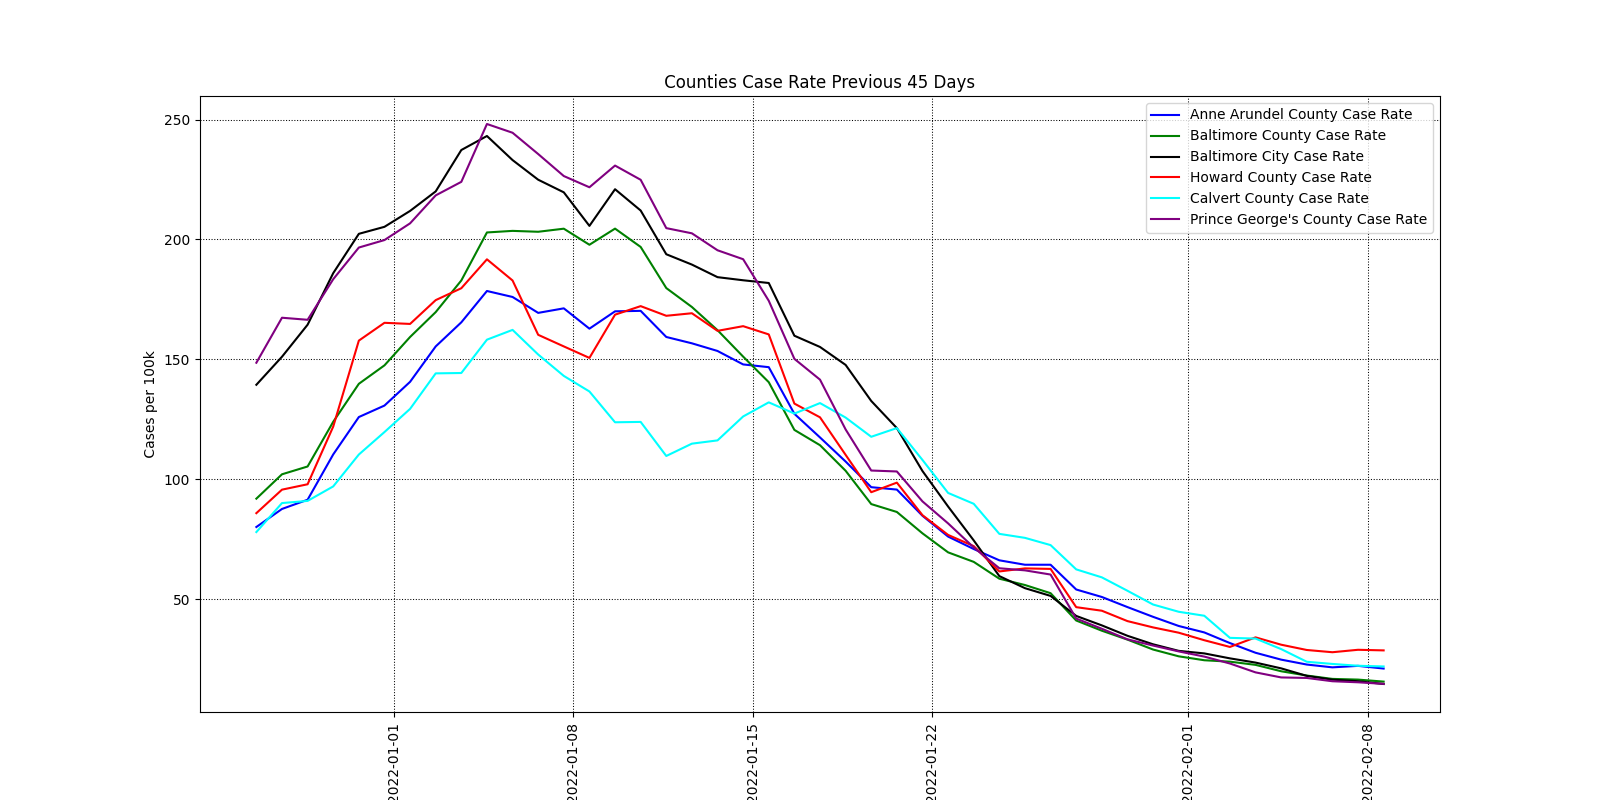 Counties Case Rate Previous 45 Days
250
200
150
100
50
Cases per 100k
Anne Arundel County Case Rate
Baltimore County Case Rate
Baltimore City Case Rate
Howard County Case Rate
Calvert County Case Rate
Prince George's County Case Rate
2022-01-01
2022-01-08
2022-01-15
2022-01-22
2022-02-01
2022-02-08